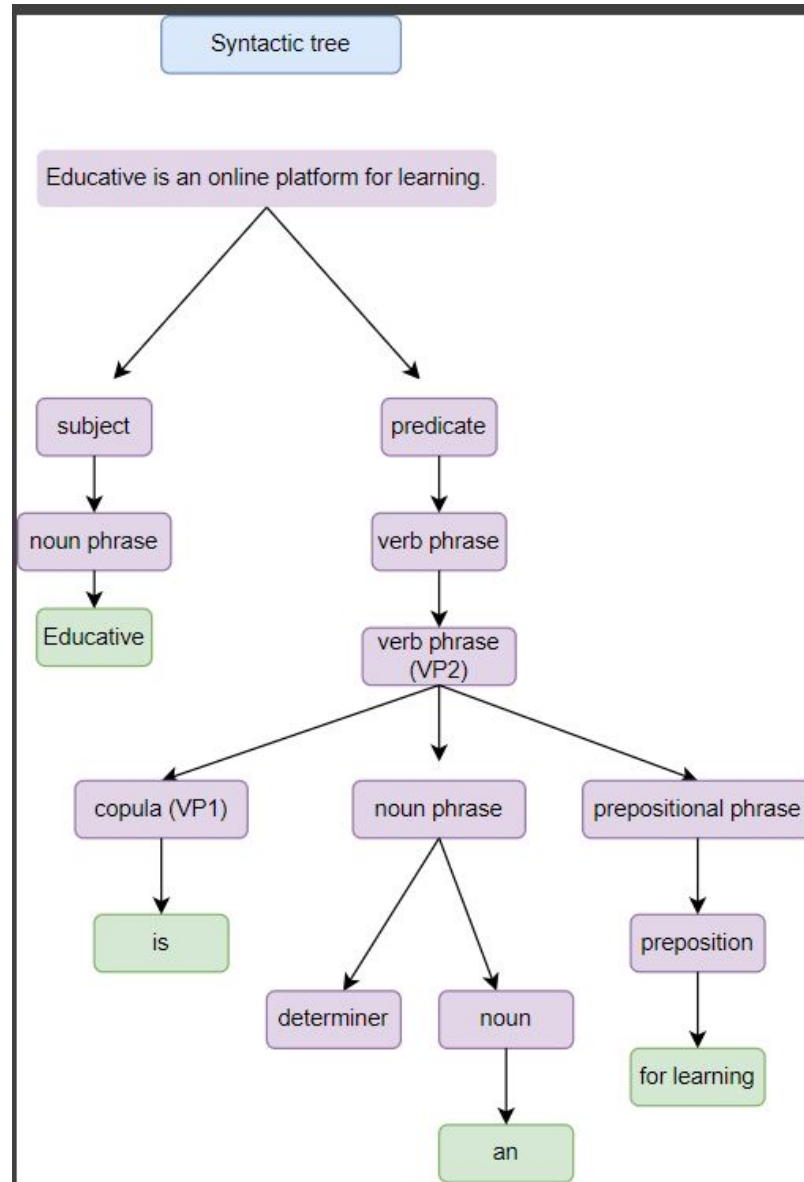 Syntactic tree
Educative is an online platform for learning.
subject
predicate
noun phrase
verb phrase
Educative
verb phrase
(VP2)
copula (VP1)
noun phrase
prepositional phrase
is
preposition
determiner
noun
for learning
an